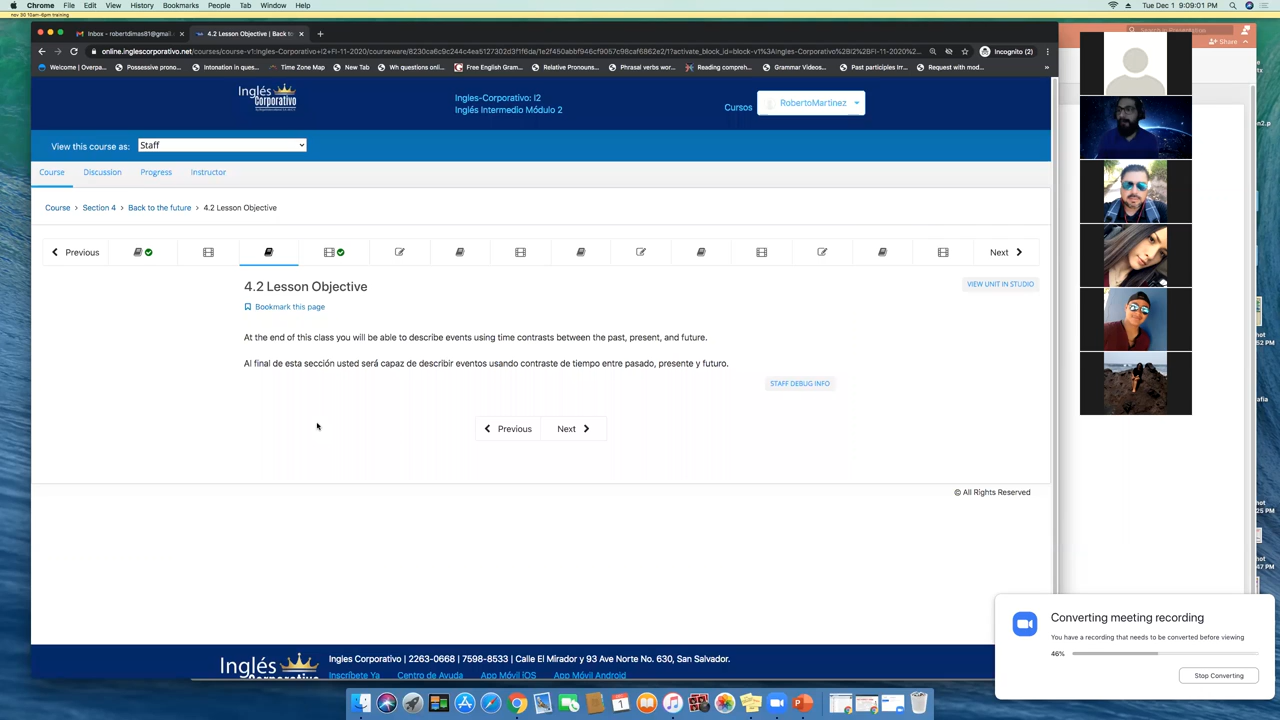 Chrome File Edit View History Bookmarks People Tab Window Help
Tue Dec 1 9:09:01 PM
nov 30 10am-6pm training
Inbox - robertdimas81@gmail
4.2 Lesson Objective | Back t
Search in Presentation
Share
online.inglescorporativo.net/courses/course-v1:Ingles-Corporativo+I2+FI-11-2020/courseware/
Incognito (2)
Welcome | Overpa...
Possessive prono...
Intonation in ques...
Time Zone Map
New Tab
Wh questions onl...
Free English Gram...
Relative Pronouns...
Phrasal verbs wor...
Reading compreh...
Grammar Videos...
Past participles Irr...
Request with mod...
Inglés
Corporativo
Ingles-Corporativo: I2
Inglés Intermedio Módulo 2
Cursos
RobertoMartinez
View this course as:
Staff
Course Discussion Progress Instructor
Course > Section 4 > Back to the future > 4.2 Lesson Objective
Previous
Next
4.2 Lesson Objective
VIEW UNIT IN STUDIO
Bookmark this page
At the end of this class you will be able to describe events using time contrasts between the past, present, and future.
Al final de esta sección usted será capaz de describir eventos usando contraste de tiempo entre pasado, presente y futuro.
STAFF DEBUG INFO
Previous Next
© All Rights Reserved
Converting meeting recording
You have a recording that needs to be converted before viewing
46%
Stop Converting
Inglés
Ingles Corporativo | 2263-0668 | 7598-8533 | Calle El Mirador y 93 Ave Norte No. 630, San Salvador.
Inscríbete Ya Centro de Ayuda App Móvil iOS App Móvil Android